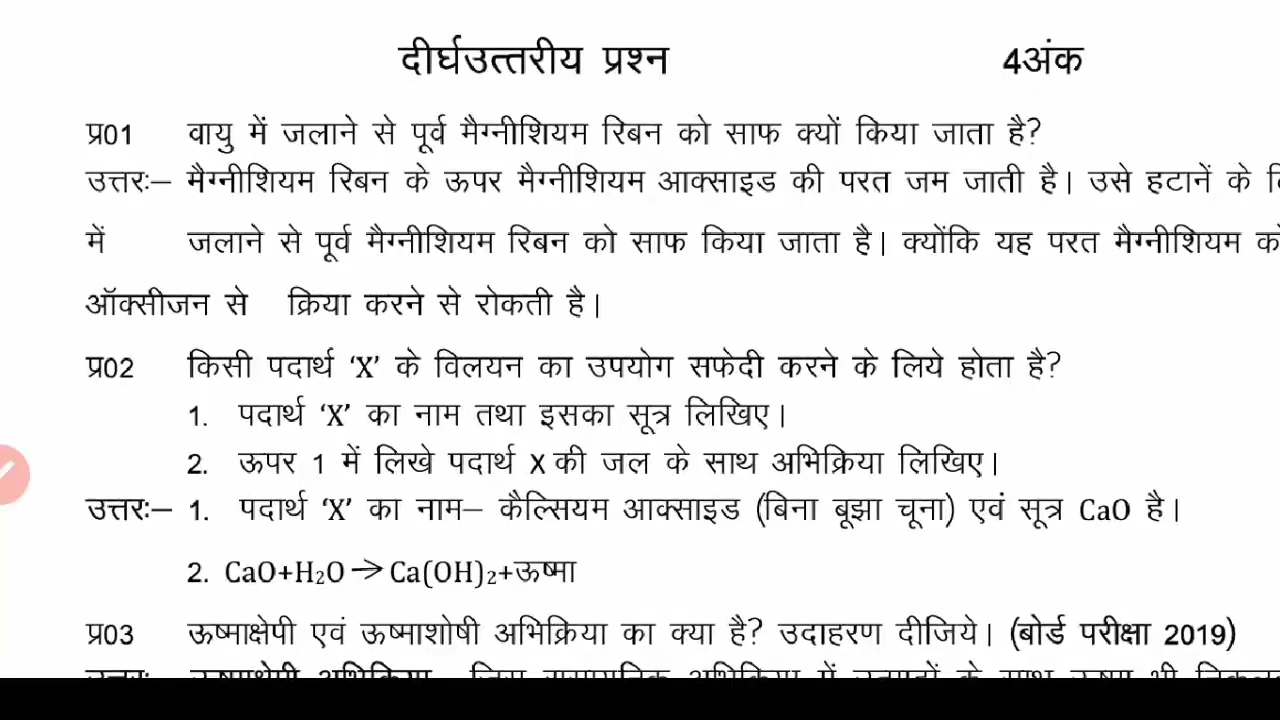 दीर्घउत्तरीय प्रश्न 4अंक
प्र01 वायु में जलाने से पूर्व मैग्नीशियम रिबन को साफ क्यों किया जाता है?
उत्तरः– मैग्नीशियम रिबन के ऊपर मैग्नीशियम आक्साइड की परत जम जाती है। उसे हटानें के
में जलाने से पूर्व मैग्नीशियम रिबन को साफ किया जाता है। क्योंकि यह परत मैग्नीशियम को
ऑक्सीजन से क्रिया करने से रोकती है।
प्र02 किसी पदार्थ ‘X’ के विलयन का उपयोग सफेदी करने के लिये होता है?
1. पदार्थ ‘X’ का नाम तथा इसका सूत्र लिखिए।
2. ऊपर 1 में लिखे पदार्थ X की जल के साथ अभिक्रिया लिखिए।
उत्तरः– 1. पदार्थ ‘X’ का नाम– कैल्सियम आक्साइड (बिना बूझा चूना) एवं सूत्र CaO है।
2. CaO+H₂O→Ca(OH)₂+ऊष्मा
प्र03 ऊष्माक्षेपी एवं ऊष्माशोषी अभिक्रिया का क्या है? उदाहरण दीजिये। (बोर्ड परीक्षा 2019)